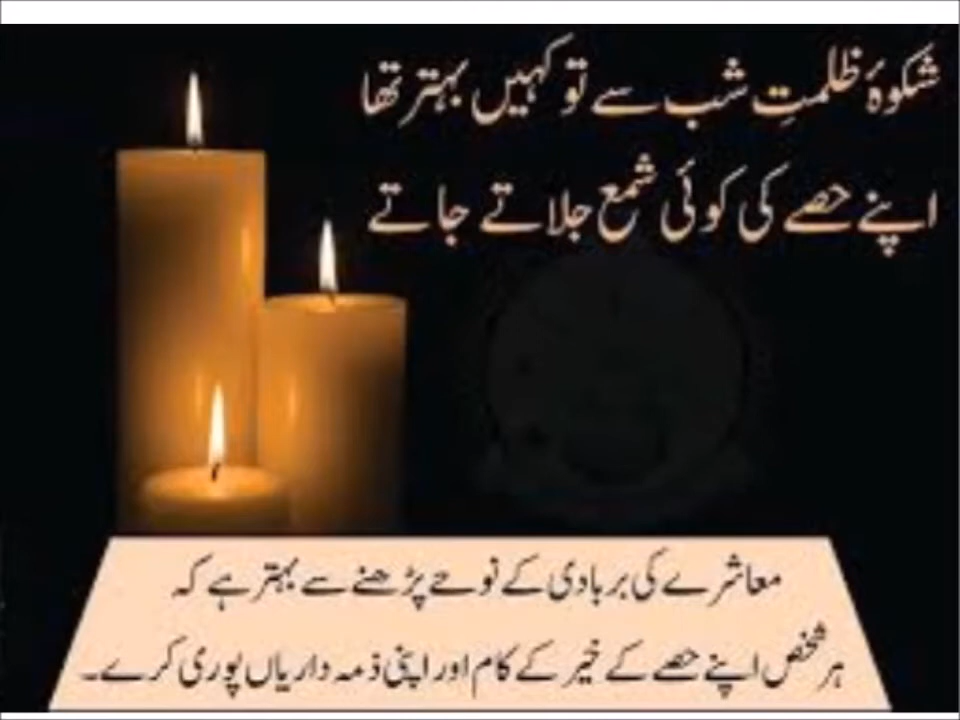 شکوۂ ظلمتِ شب سے تو کہیں بہتر تھا
اپنے حصے کی کوئی شمع جلاتے جاتے
معاشرے کی بربادی کے نوحے پڑھنے سے بہتر ہے کہ
ہر شخص اپنے حصے کے خیر کے کام اور اپنی ذمہ داریاں پوری کرے۔